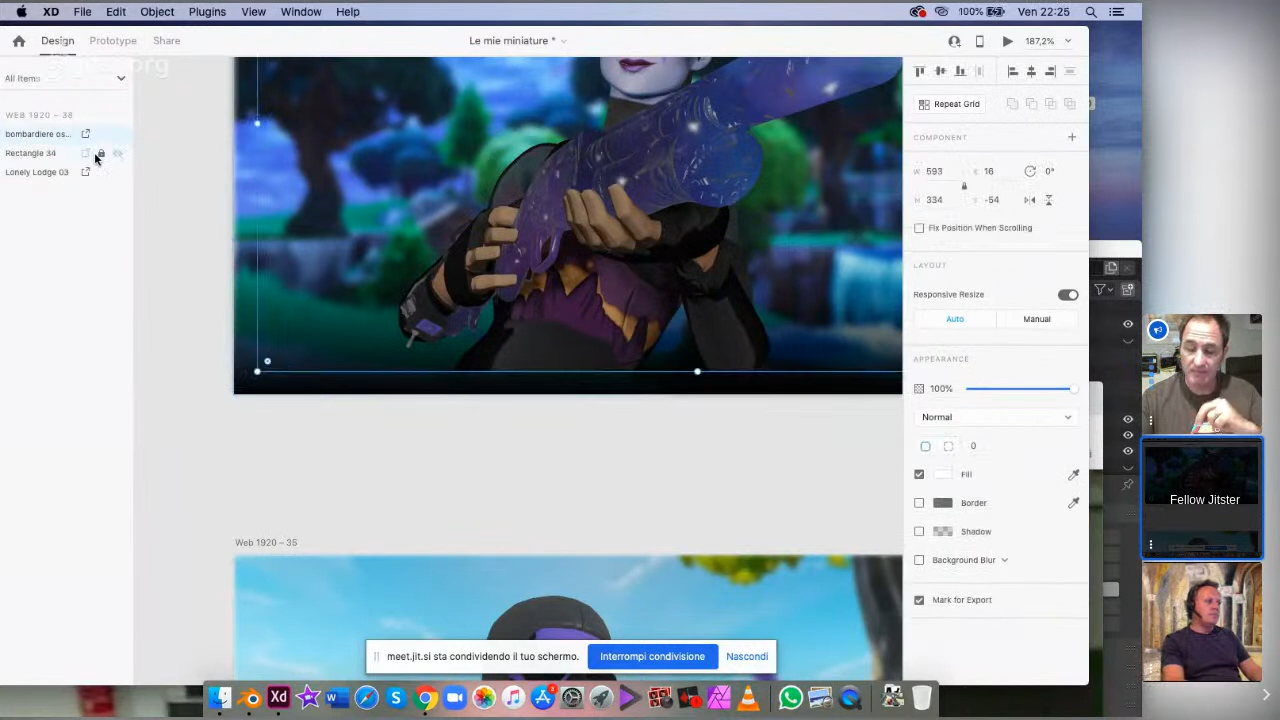 XD File Edit Object Plugins View Window Help 100% Ven 22:25
Design Prototype Share Le mie miniature * 187,2%
All Items
WEB 1920 – 38
bombardiere os...
Rectangle 34
Lonely Lodge 03
Repeat Grid
COMPONENT
W 593 X 16 0°
H 334 Y -54
Fix Position When Scrolling
LAYOUT
Responsive Resize
Auto Manual
APPEARANCE
100%
Normal
0
Fill
Border
Shadow
Background Blur
Mark for Export
Web 1920 – 35
meet.jit.si sta condividendo il tuo schermo. Interrompi condivisione Nascondi
Fellow Jitster
Xd